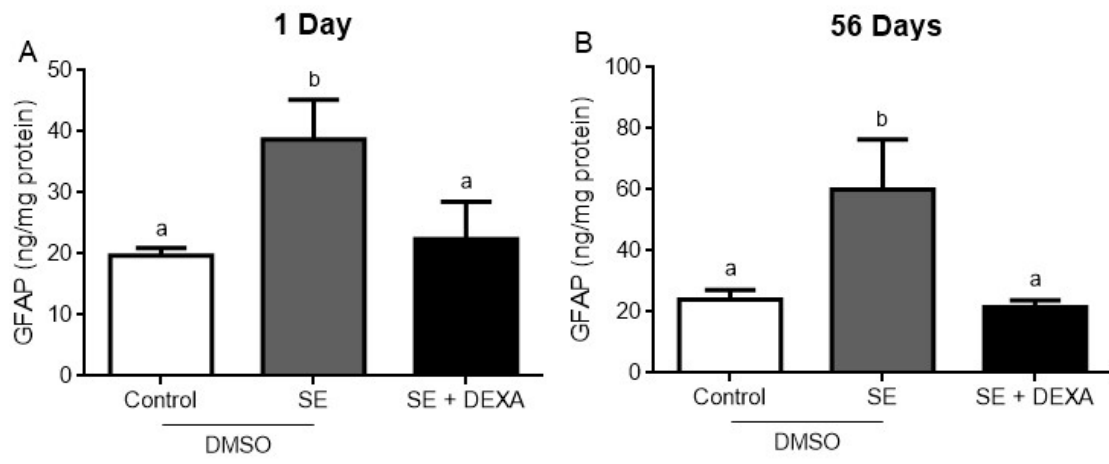 1 Day
A
50
40
30
20
10
0
GFAP (ng/mg protein)
a
b
a
Control
SE
SE + DEXA
DMSO
56 Days
B
100
80
60
40
20
0
GFAP (ng/mg protein)
a
b
a
Control
SE
SE + DEXA
DMSO